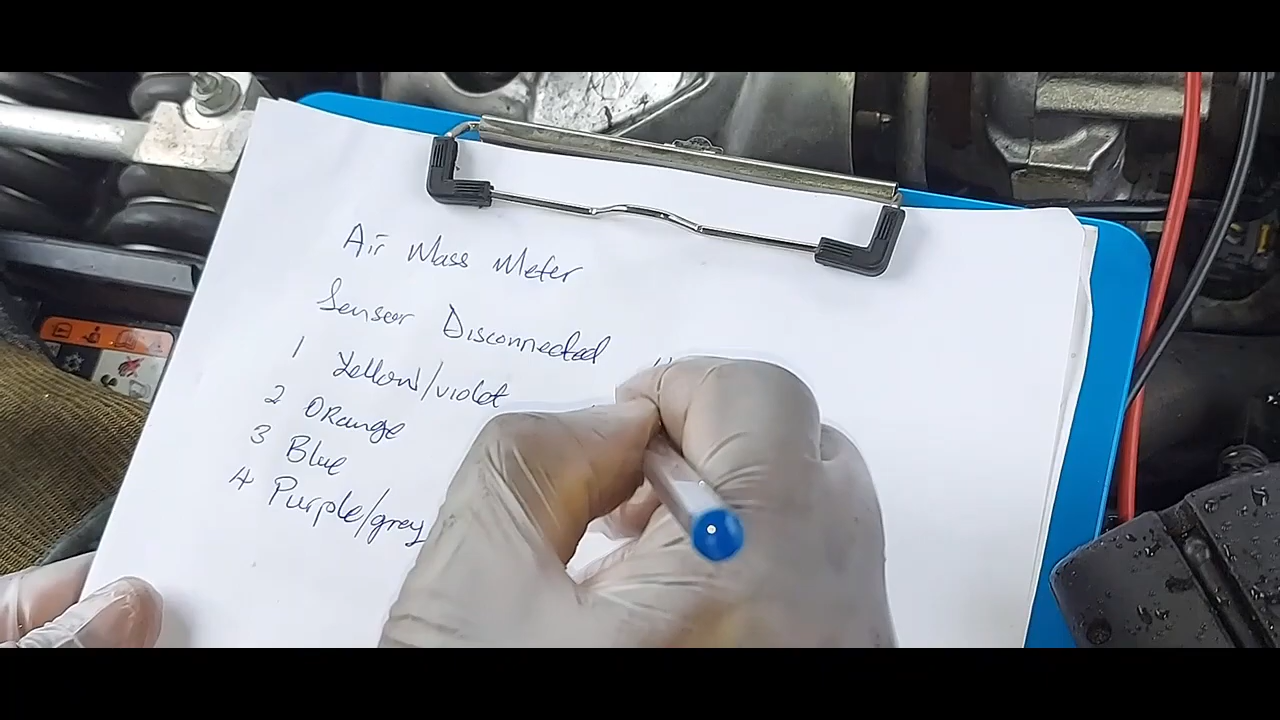 Air Mass Meter
Sensor Disconnected
1 Yellow/violet
2 ORange
3 Blue
4 Purple/grey